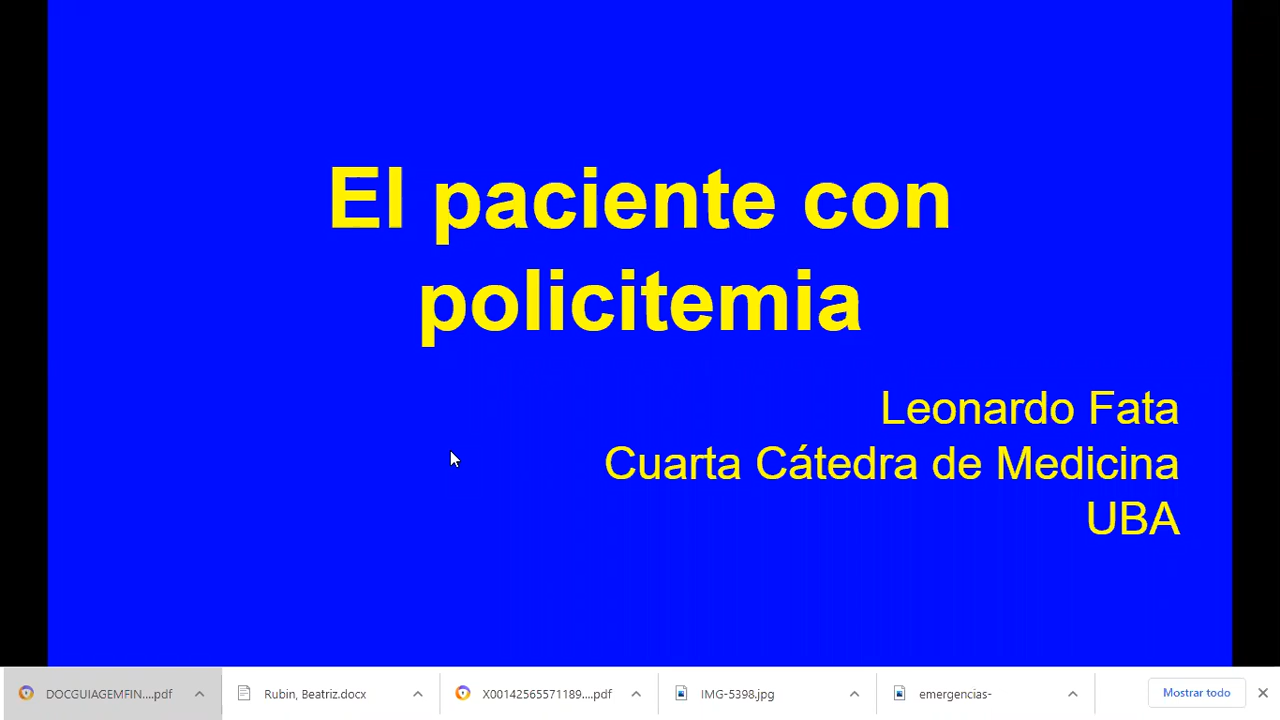 El paciente con
policitemia
Leonardo Fata
Cuarta Cátedra de Medicina
UBA
DOCGUIAGEMFIN....pdf
Rubin, Beatriz.docx
X00142565571189....pdf
IMG-5398.jpg
emergencias-
Mostrar todo